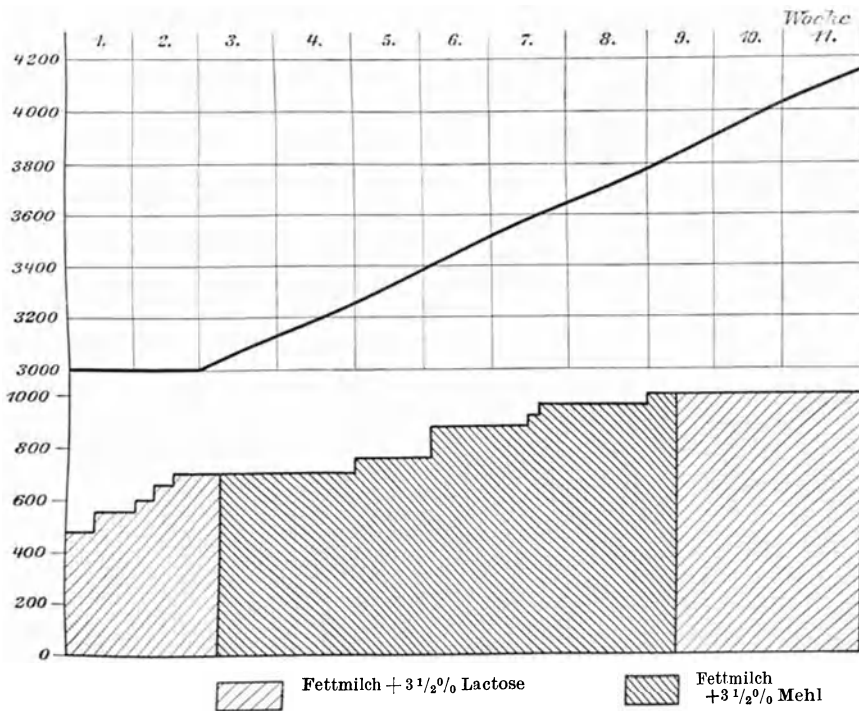 Woche
1. 2. 3. 4. 5. 6. 7. 8. 9. 10. 11.
4200
4000
3800
3600
3400
3200
3000
1000
800
600
400
200
0
Fettmilch + 3 1/2 % Lactose
Fettmilch
+ 3 1/2 % Mehl